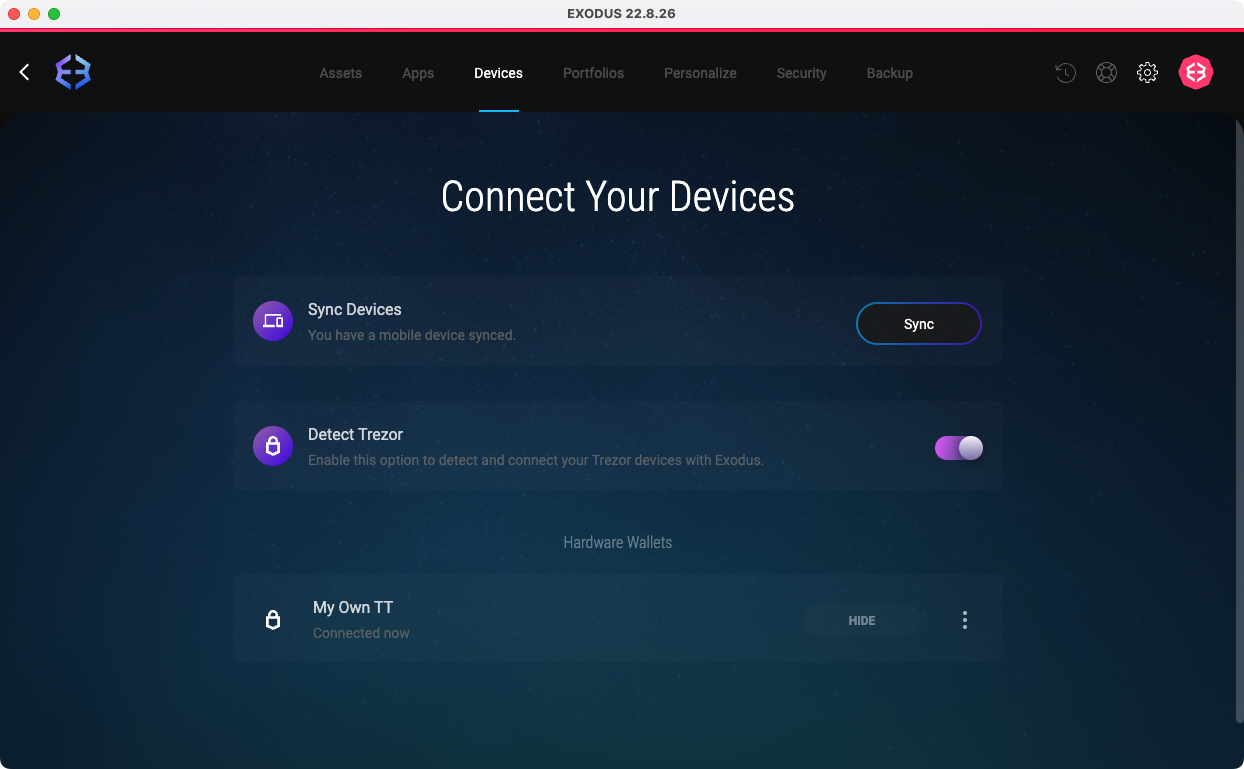 EXODUS 22.8.26
Assets
Apps
Devices
Portfolios
Personalize
Security
Backup
Connect Your Devices
Sync Devices
You have a mobile device synced.
Sync
Detect Trezor
Enable this option to detect and connect your Trezor devices with Exodus.
Hardware Wallets
My Own TT
Connected now
HIDE